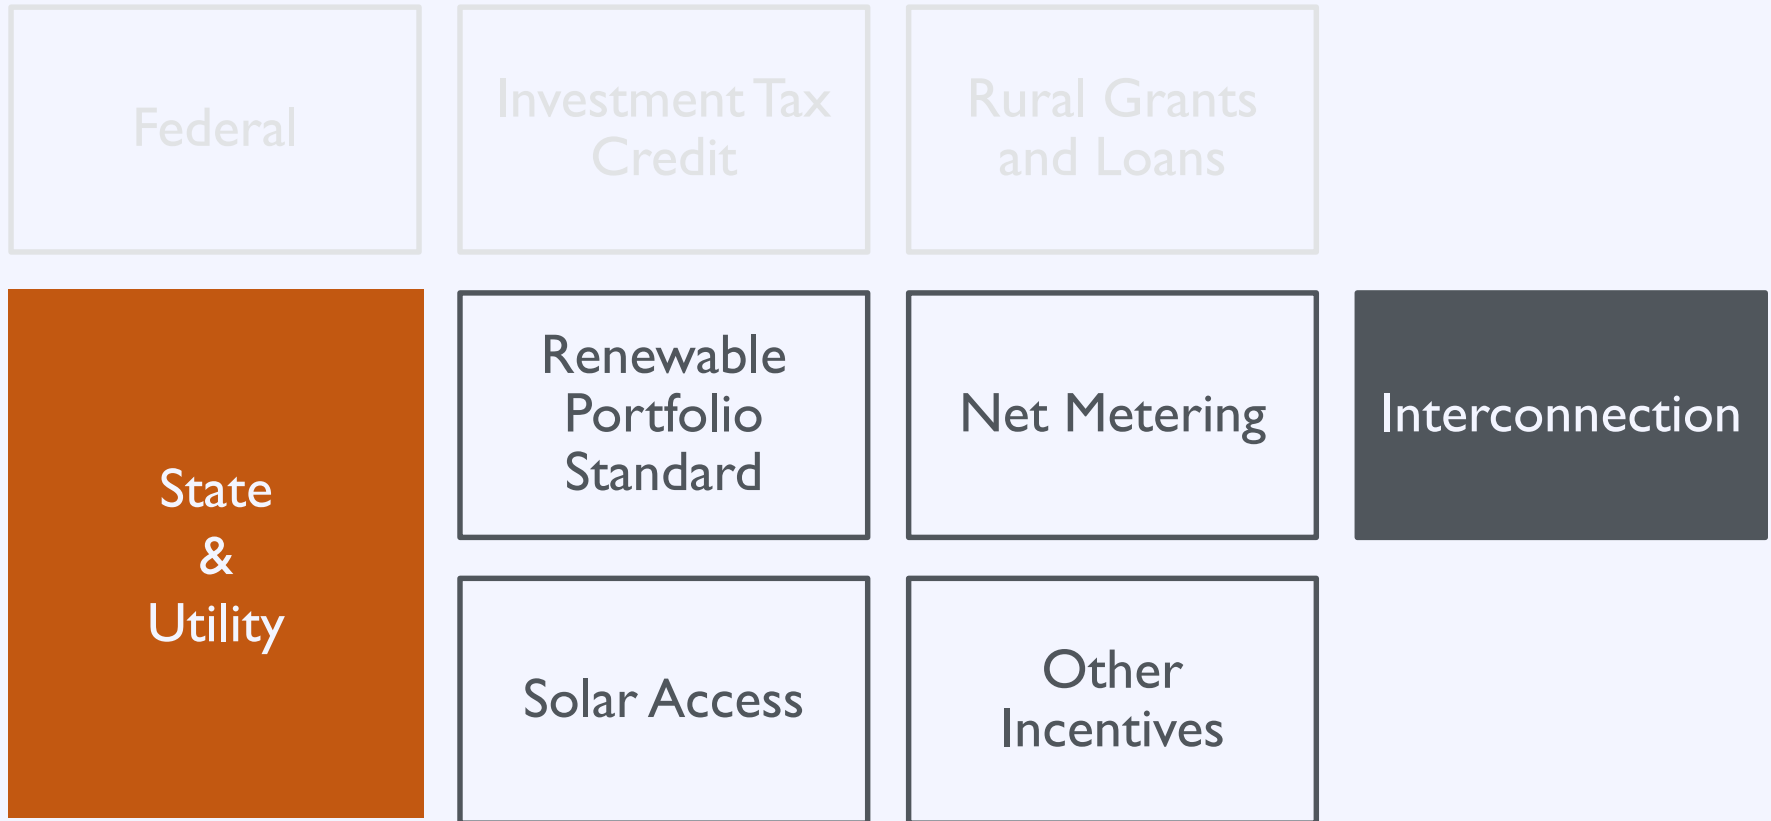 Federal
Investment Tax
Credit
Rural Grants
and Loans
State
&
Utility
Renewable
Portfolio
Standard
Net Metering
Interconnection
Solar Access
Other
Incentives